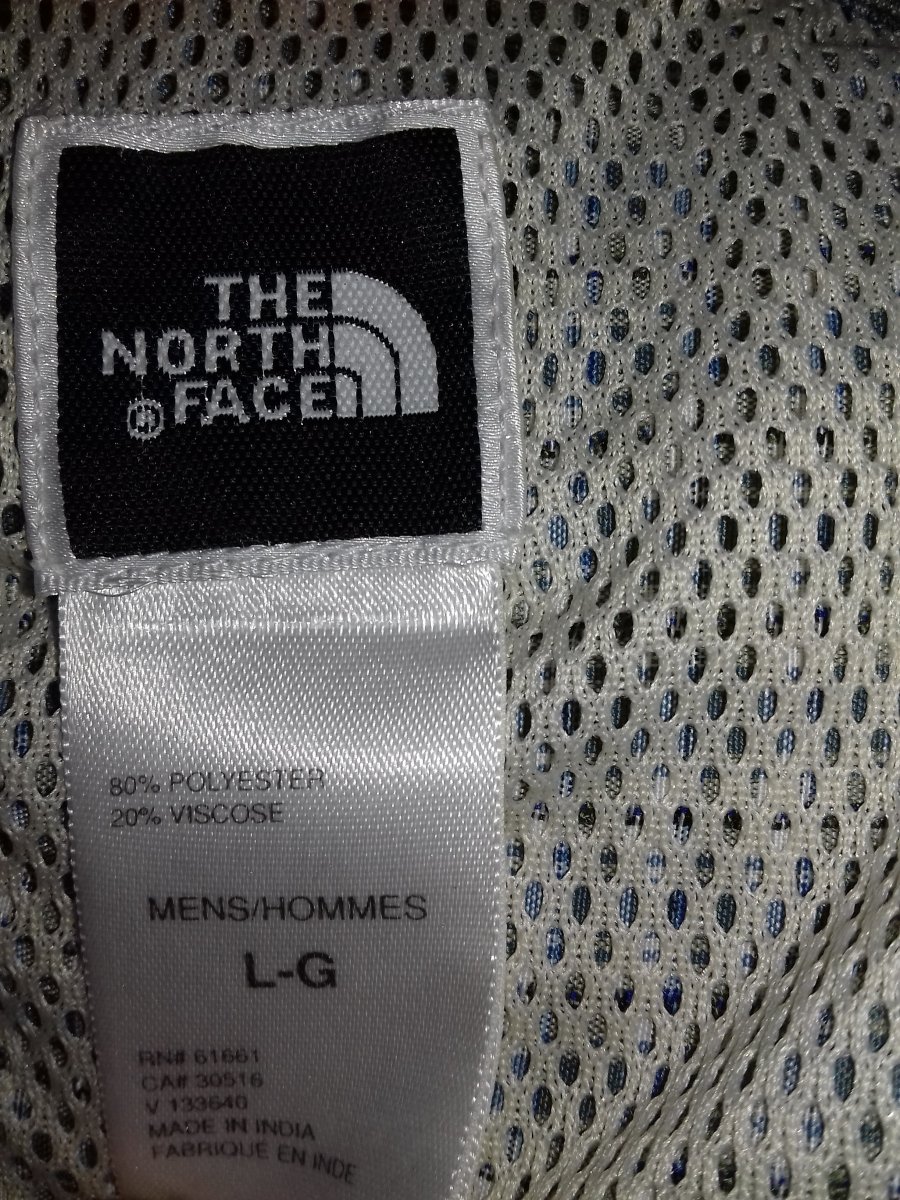 THE
NORTH
FACE
®
80% POLYESTER
20% VISCOSE
MENS/HOMMES
L-G
RN# 61661
CA# 30516
V 133640
MADE IN INDIA
FABRIQUE EN INDE